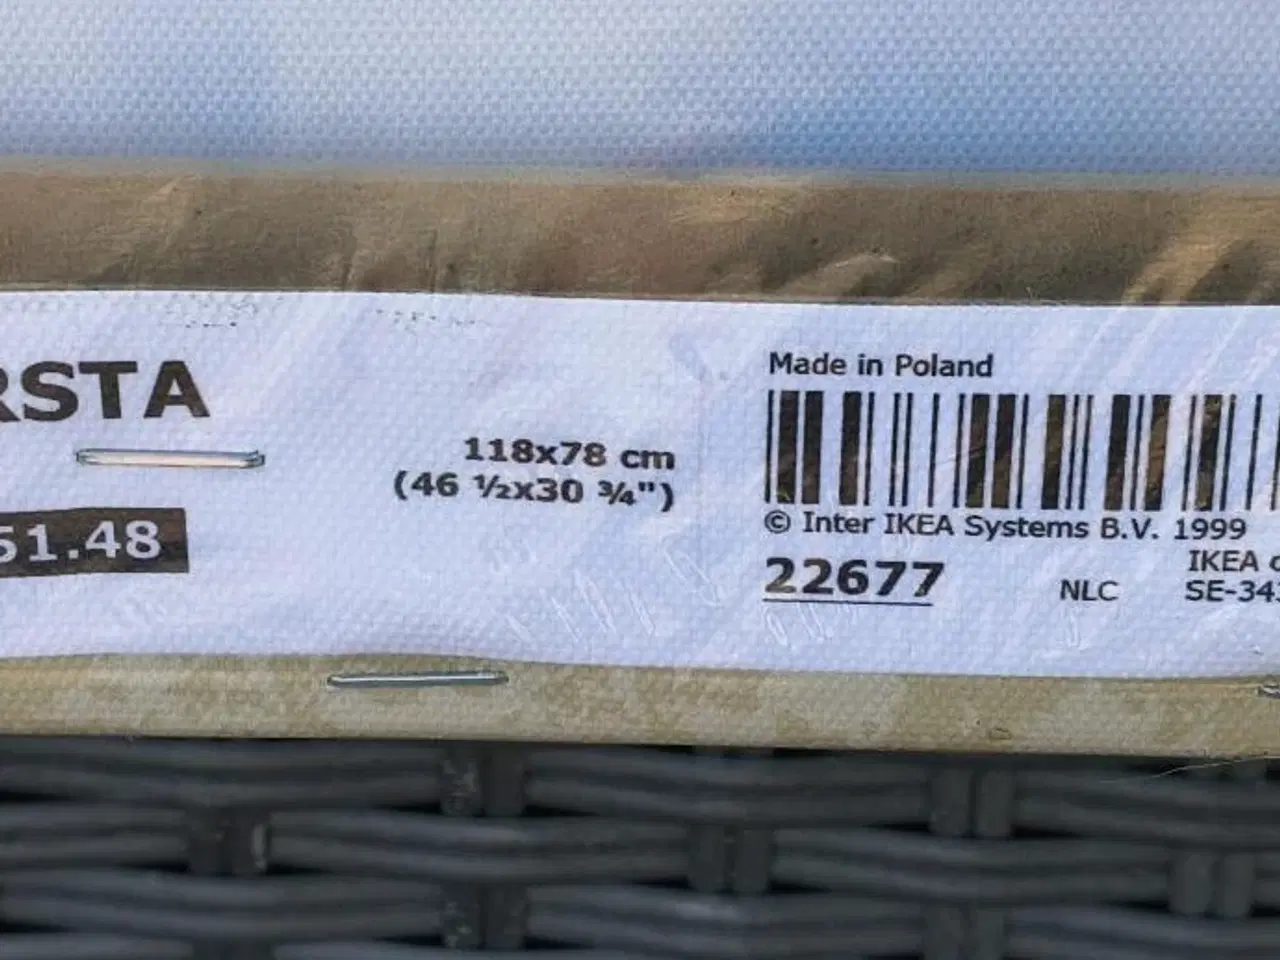 RSTA
51.48
118x78 cm
(46 ½x30 ¾")
Made in Poland
© Inter IKEA Systems B.V. 1999
22677
NLC
IKEA
SE-343